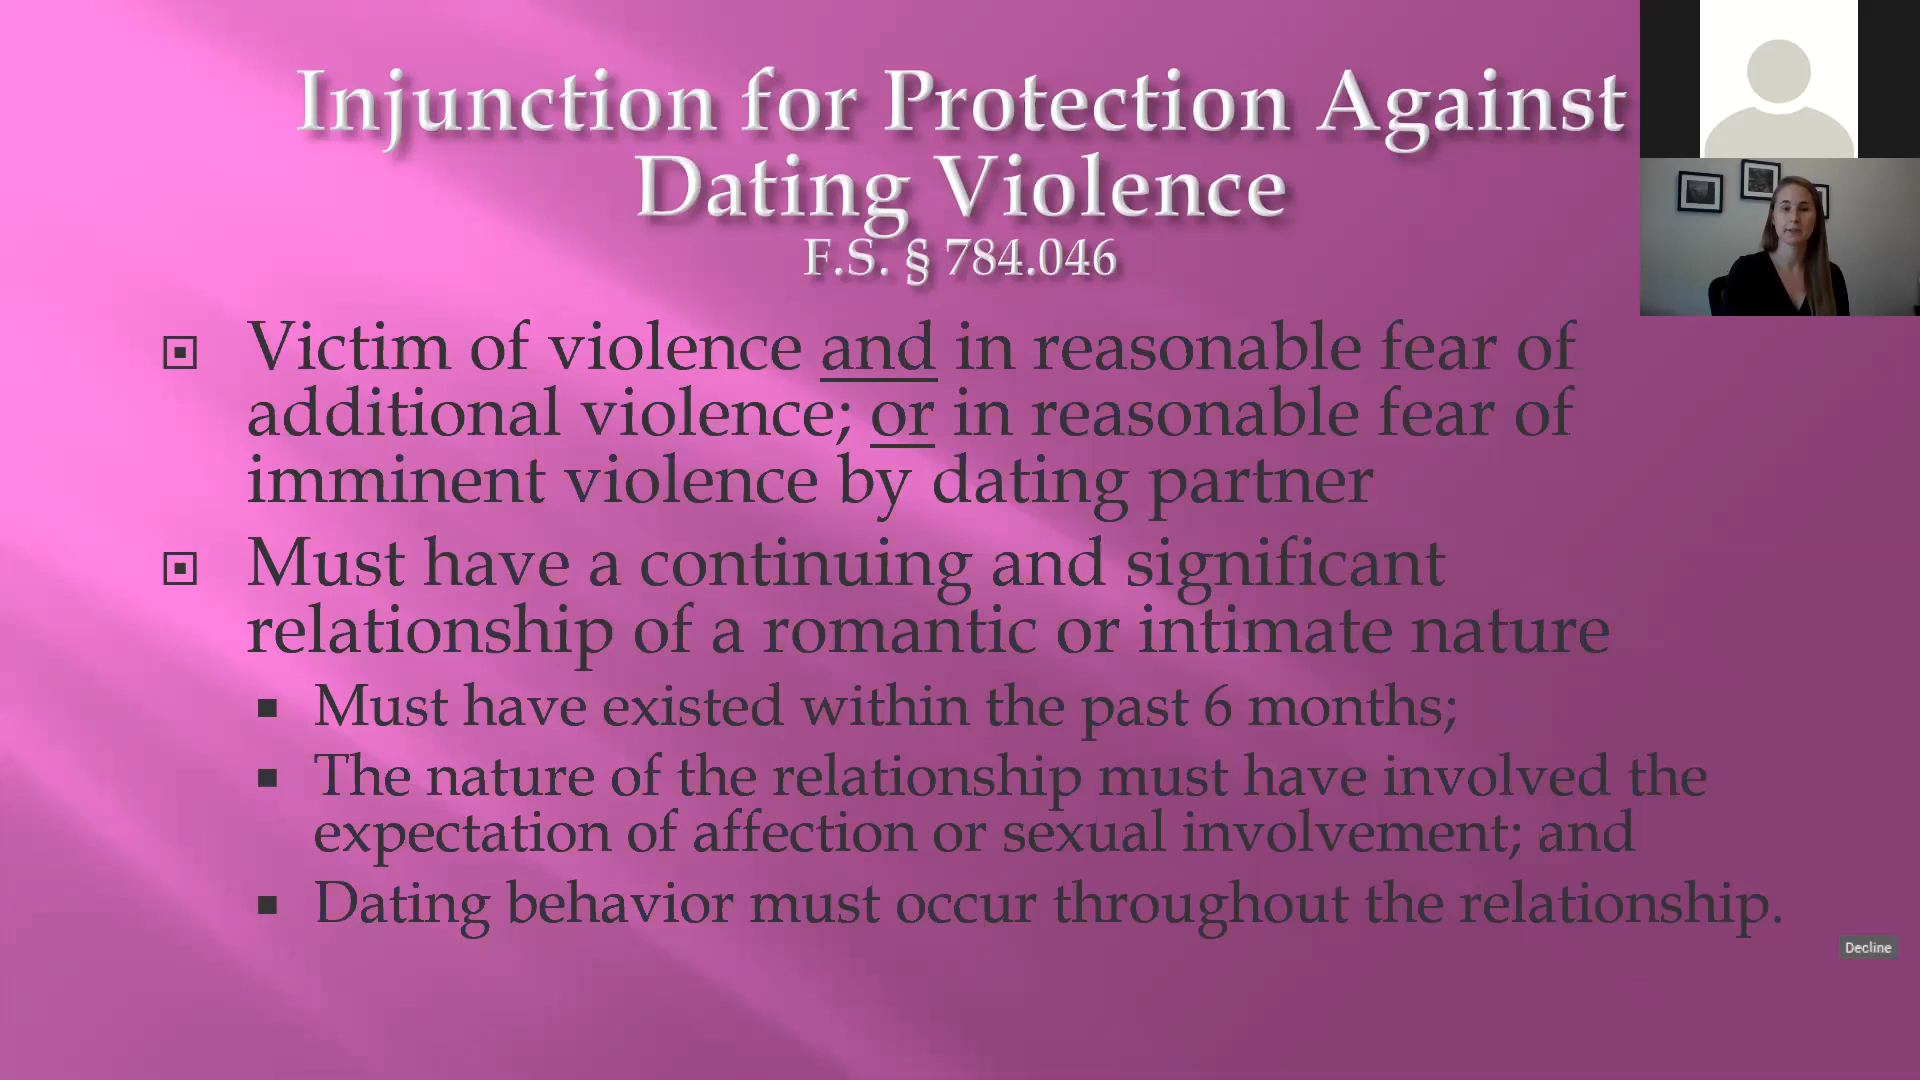 Injunction for Protection Against
Dating Violence
F.S. § 784.046
Victim of violence and in reasonable fear of
additional violence; or in reasonable fear of
imminent violence by dating partner
Must have a continuing and significant
relationship of a romantic or intimate nature
Must have existed within the past 6 months;
The nature of the relationship must have involved the
expectation of affection or sexual involvement; and
Dating behavior must occur throughout the relationship.
Decline